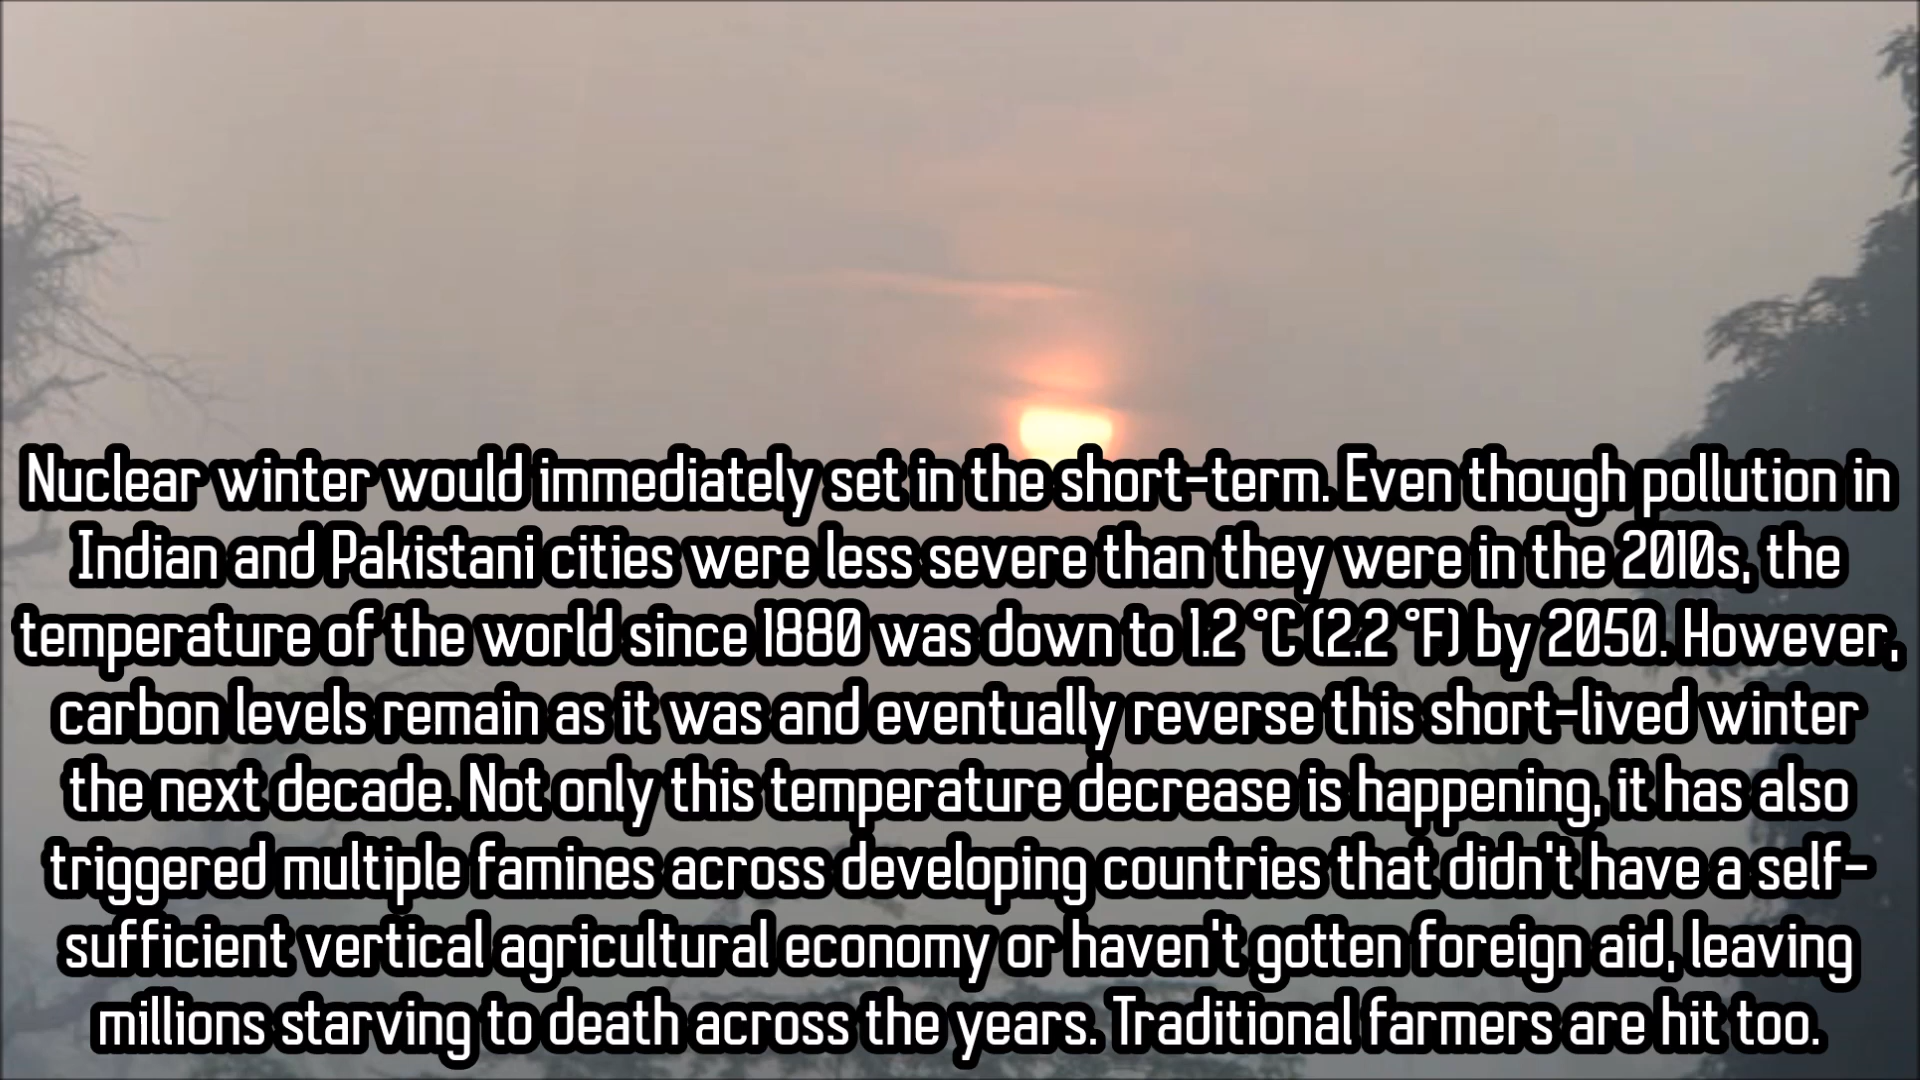 Nuclear winter would immediately set in the short-term. Even though pollution in
Indian and Pakistani cities were less severe than they were in the 2010s, the
temperature of the world since 1880 was down to 1.2 °C (2.2 °F) by 2050. However,
carbon levels remain as it was and eventually reverse this short-lived winter
the next decade. Not only this temperature decrease is happening, it has also
triggered multiple famines across developing countries that didn't have a self-
sufficient vertical agricultural economy or haven't gotten foreign aid, leaving
millions starving to death across the years. Traditional farmers are hit too.